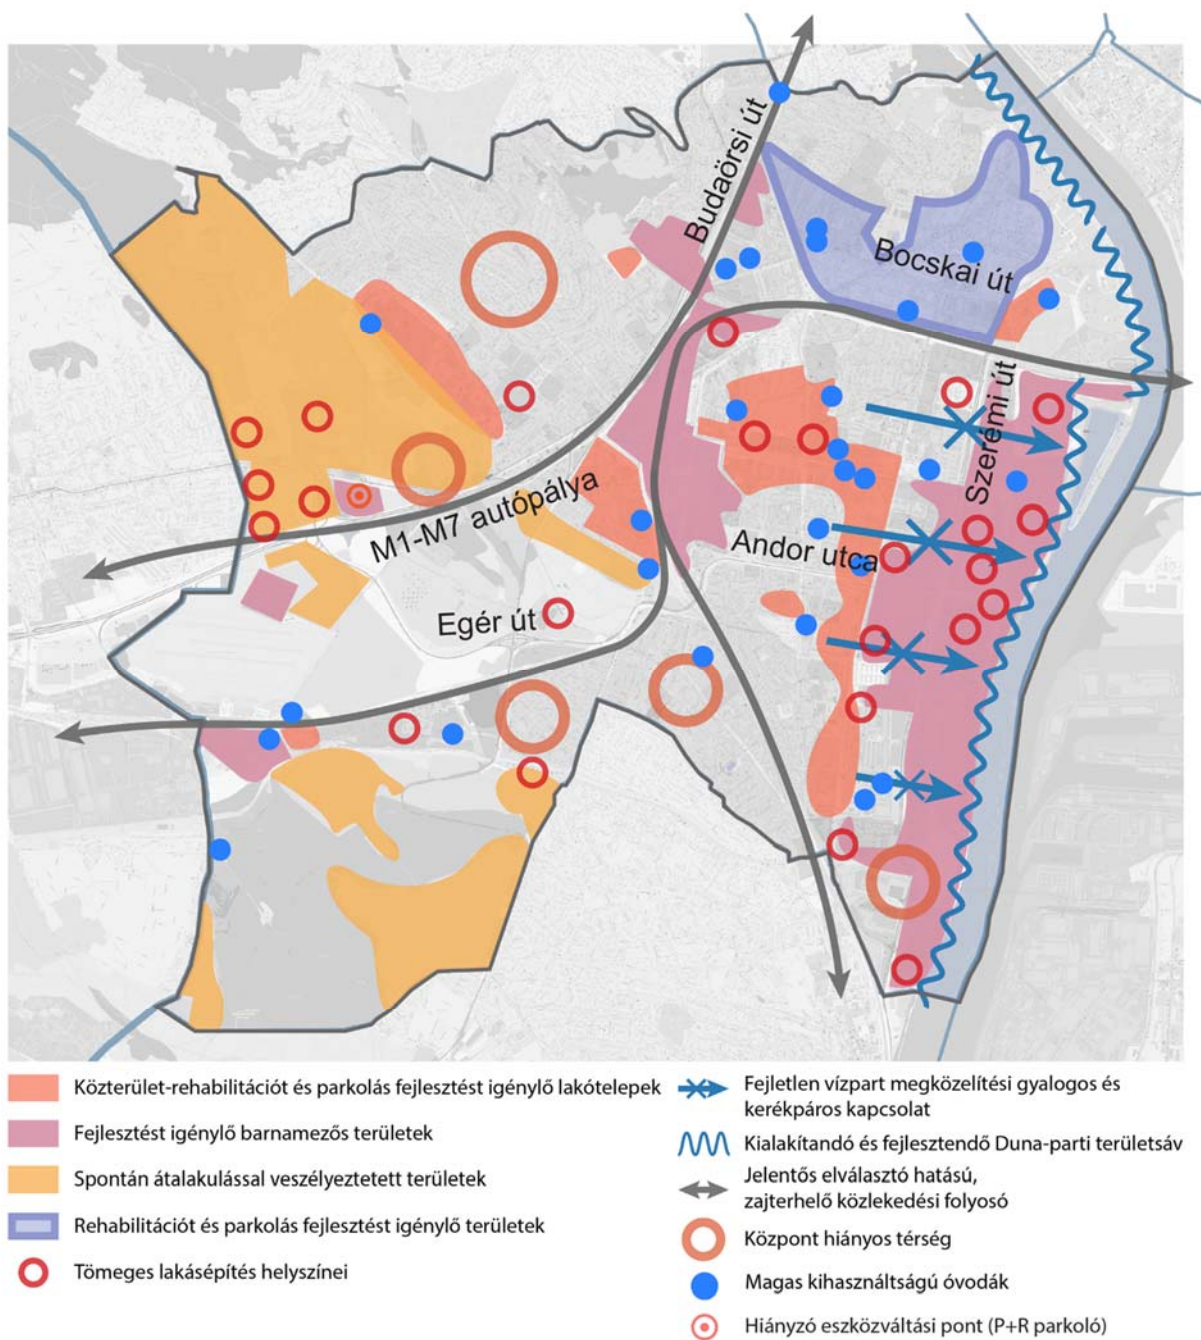 Budaörsi út
Bocskai út
Szerémi út
M1-M7 autópálya
Andor utca
Egér út
Közterület-rehabilitációt és parkolás fejlesztést igénylő lakótelepek
Fejlesztést igénylő barnamezős területek
Spontán átalakulással veszélyeztetett területek
Rehabilitációt és parkolás fejlesztést igénylő területek
Tömeges lakásépítés helyszínei
Fejletlen vízpart megközelítési gyalogos és
kerékpáros kapcsolat
Kialakítandó és fejlesztendő Duna-parti területsáv
Jelentős elválasztó hatású,
zajterhelő közlekedési folyosó
Központ hiányos térség
Magas kihasználtságú óvodák
Hiányzó eszközváltási pont (P+R parkoló)